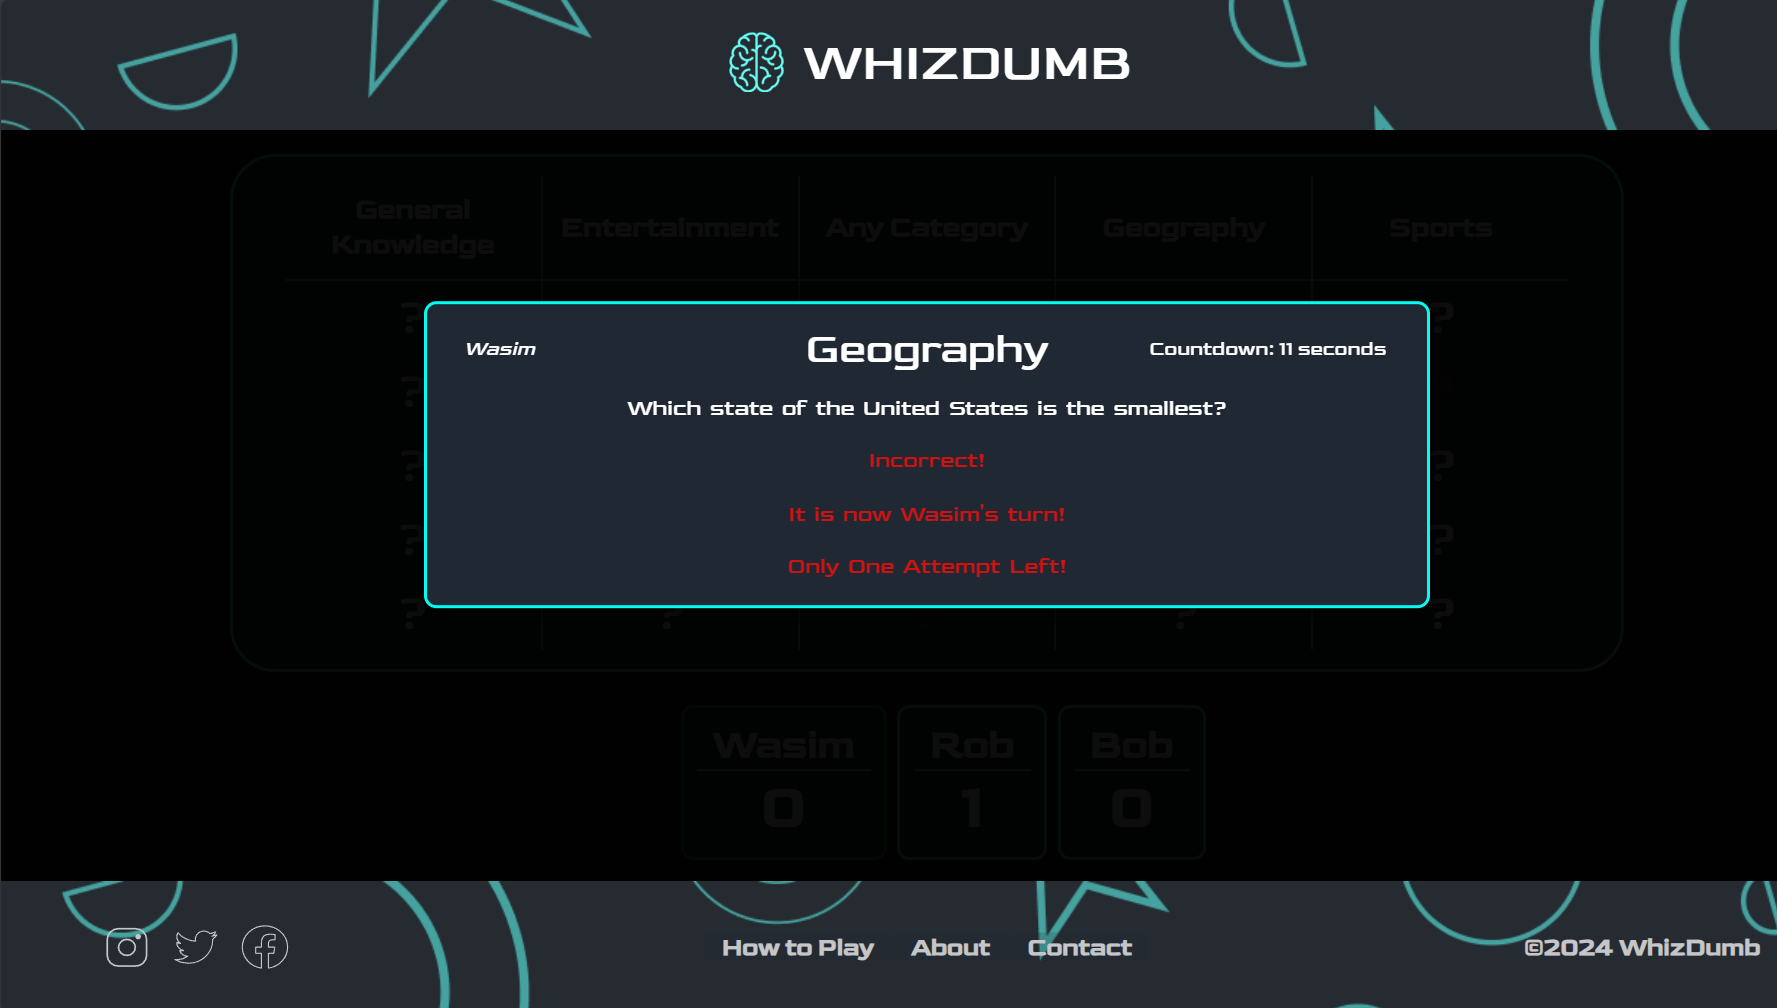 WHIZDUMB
General
Knowledge
Entertainment
Any Category
Geography
Sports
?
?
?
?
?
?
?
?
?
?
Wasim
Geography
Countdown: 11 seconds
Which state of the United States is the smallest?
Incorrect!
It is now Wasim's turn!
Only One Attempt Left!
Wasim
Rob
Bob
0
1
0
How to Play
About
Contact
©2024 WhizDumb